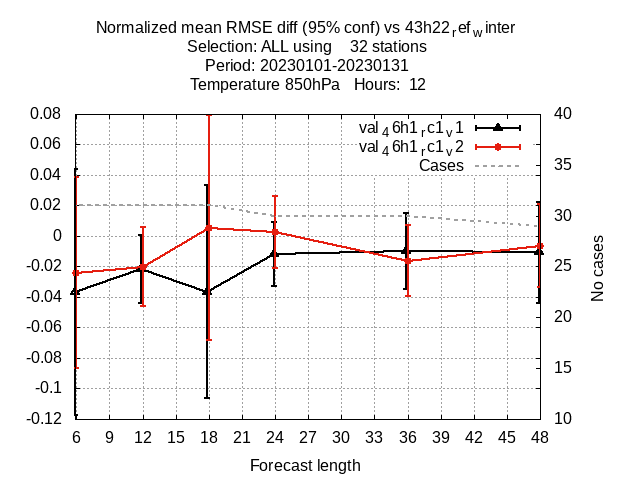 Normalized mean RMSE diff (95% conf) vs 43h22refwinter
Selection: ALL using 32 stations
Period: 20230101-20230131
Temperature 850hPa Hours: 12
val46h1rc1v1
val46h1rc1v2
Cases
0.08
0.06
0.04
0.02
0
-0.02
-0.04
-0.06
-0.08
-0.1
-0.12
40
35
30
25
20
15
10
No cases
6 9 12 15 18 21 24 27 30 33 36 39 42 45 48
Forecast length